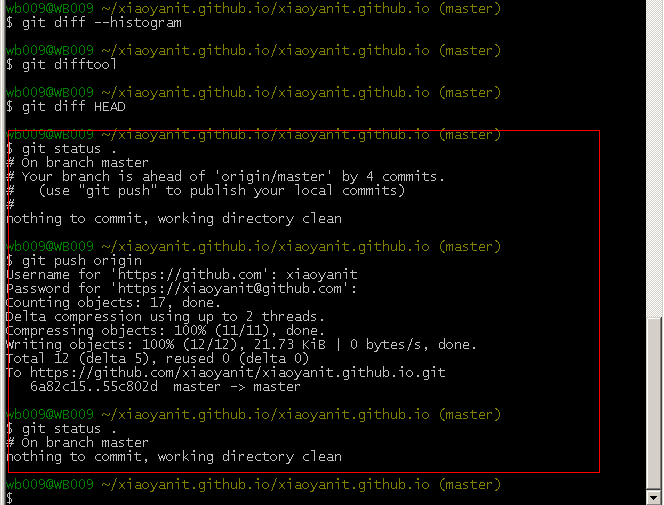 wb009@WB009 ~/xiaoyanit.github.io/xiaoyanit.github.io (master)
$ git diff --histogram
wb009@WB009 ~/xiaoyanit.github.io/xiaoyanit.github.io (master)
$ git difftool
wb009@WB009 ~/xiaoyanit.github.io/xiaoyanit.github.io (master)
$ git diff HEAD
wb009@WB009 ~/xiaoyanit.github.io/xiaoyanit.github.io (master)
$ git status .
# On branch master
# Your branch is ahead of 'origin/master' by 4 commits.
#   (use "git push" to publish your local commits)
#
nothing to commit, working directory clean
wb009@WB009 ~/xiaoyanit.github.io/xiaoyanit.github.io (master)
$ git push origin
Username for 'https://github.com': xiaoyanit
Password for 'https://xiaoyanit@github.com':
Counting objects: 17, done.
Delta compression using up to 2 threads.
Compressing objects: 100% (11/11), done.
Writing objects: 100% (12/12), 21.73 KiB | 0 bytes/s, done.
Total 12 (delta 5), reused 0 (delta 0)
To https://github.com/xiaoyanit/xiaoyanit.github.io.git
   6a82c15..55c802d  master -> master
wb009@WB009 ~/xiaoyanit.github.io/xiaoyanit.github.io (master)
$ git status .
# On branch master
nothing to commit, working directory clean
wb009@WB009 ~/xiaoyanit.github.io/xiaoyanit.github.io (master)
$